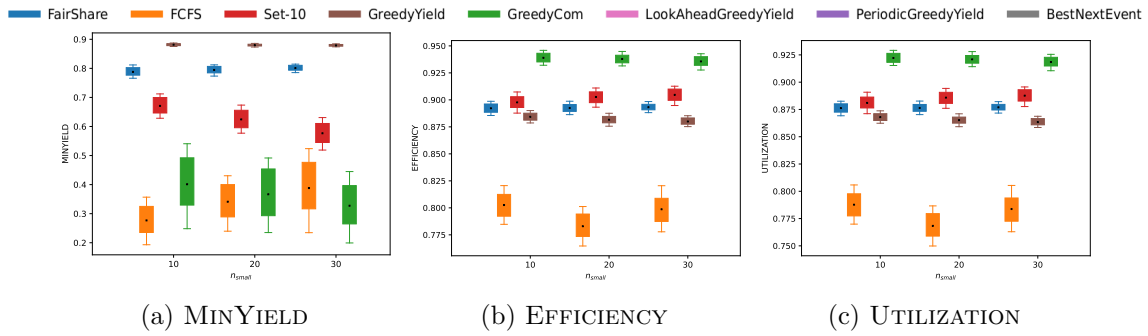 FairShare FCFS Set-10 GreedyYield GreedyCom LookAheadGreedyYield PeriodicGreedyYield BestNextEvent
0.9
0.8
0.7
0.6
0.5
0.4
0.3
0.2
MINYIELD
10 20 30
n_small
(a) MINYIELD
0.950
0.925
0.900
0.875
0.850
0.825
0.800
0.775
EFFICIENCY
10 20 30
n_small
(b) EFFICIENCY
0.925
0.900
0.875
0.850
0.825
0.800
0.775
0.750
UTILIZATION
10 20 30
n_small
(c) UTILIZATION